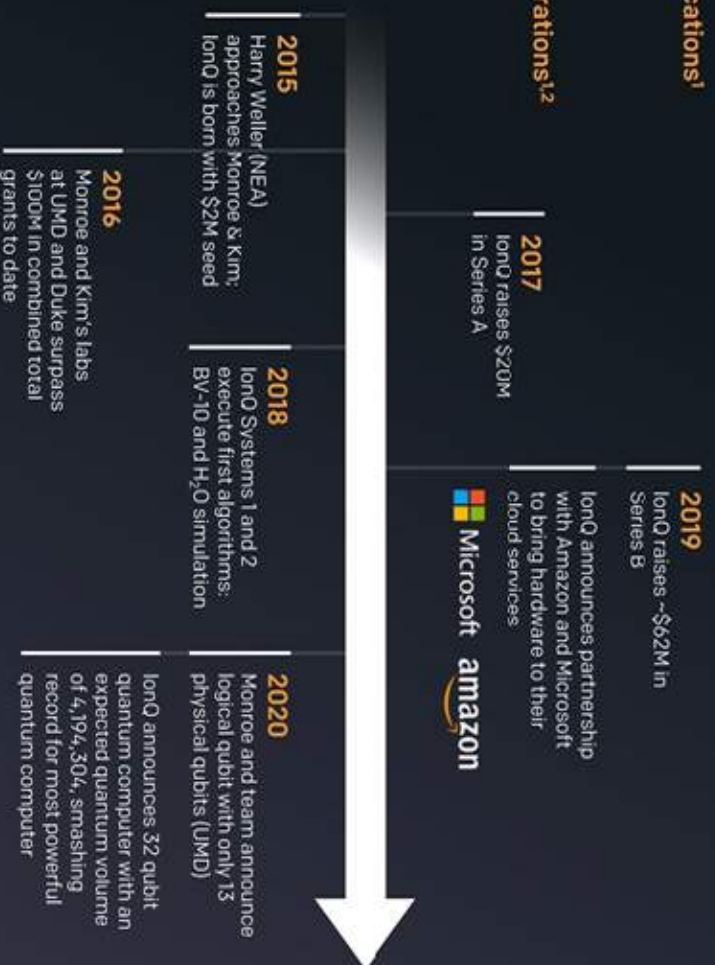 cations¹
rations¹,²
2015
Harry Weller (NEA)
approaches Monroe & Kim;
IonQ is born with $2M seed
2016
Monroe and Kim's labs
at UMD and Duke surpass
$100M in combined total
grants to date
2017
IonQ raises $20M
in Series A
2018
IonQ Systems 1 and 2
execute first algorithms:
BV-10 and H₂O simulation
2019
IonQ raises ~$62M in
Series B
IonQ announces partnership
with Amazon and Microsoft
to bring hardware to their
cloud services
Microsoft amazon
2020
Monroe and team announce
logical qubit with only 13
physical qubits (UMD)
IonQ announces 32 qubit
quantum computer with an
expected quantum volume
of 4,194,304, smashing
record for most powerful
quantum computer